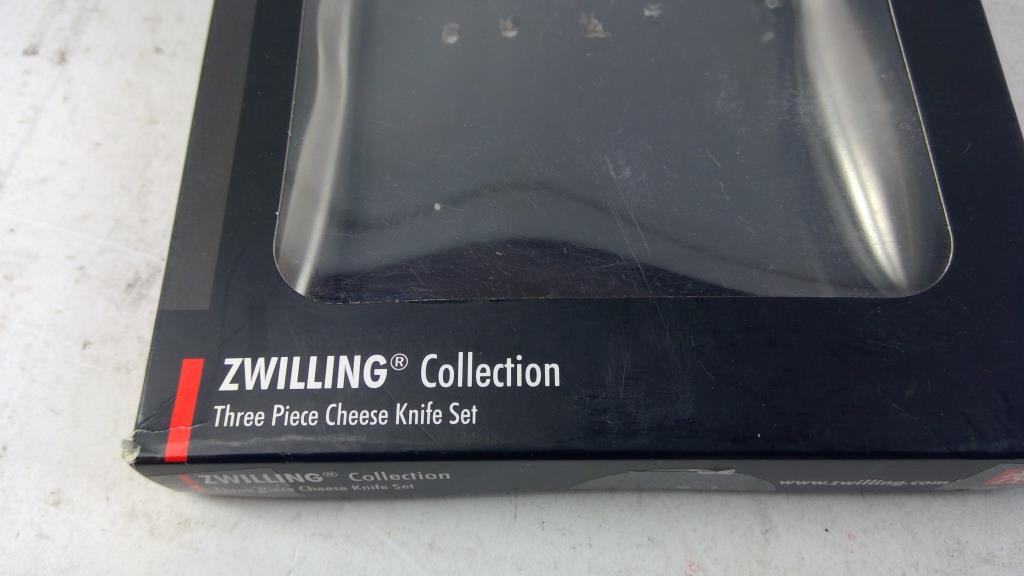 ZWILLING® Collection
Three Piece Cheese Knife Set
ZWILLING® Collection
Three Piece Cheese Knife Set
www.zwilling.com